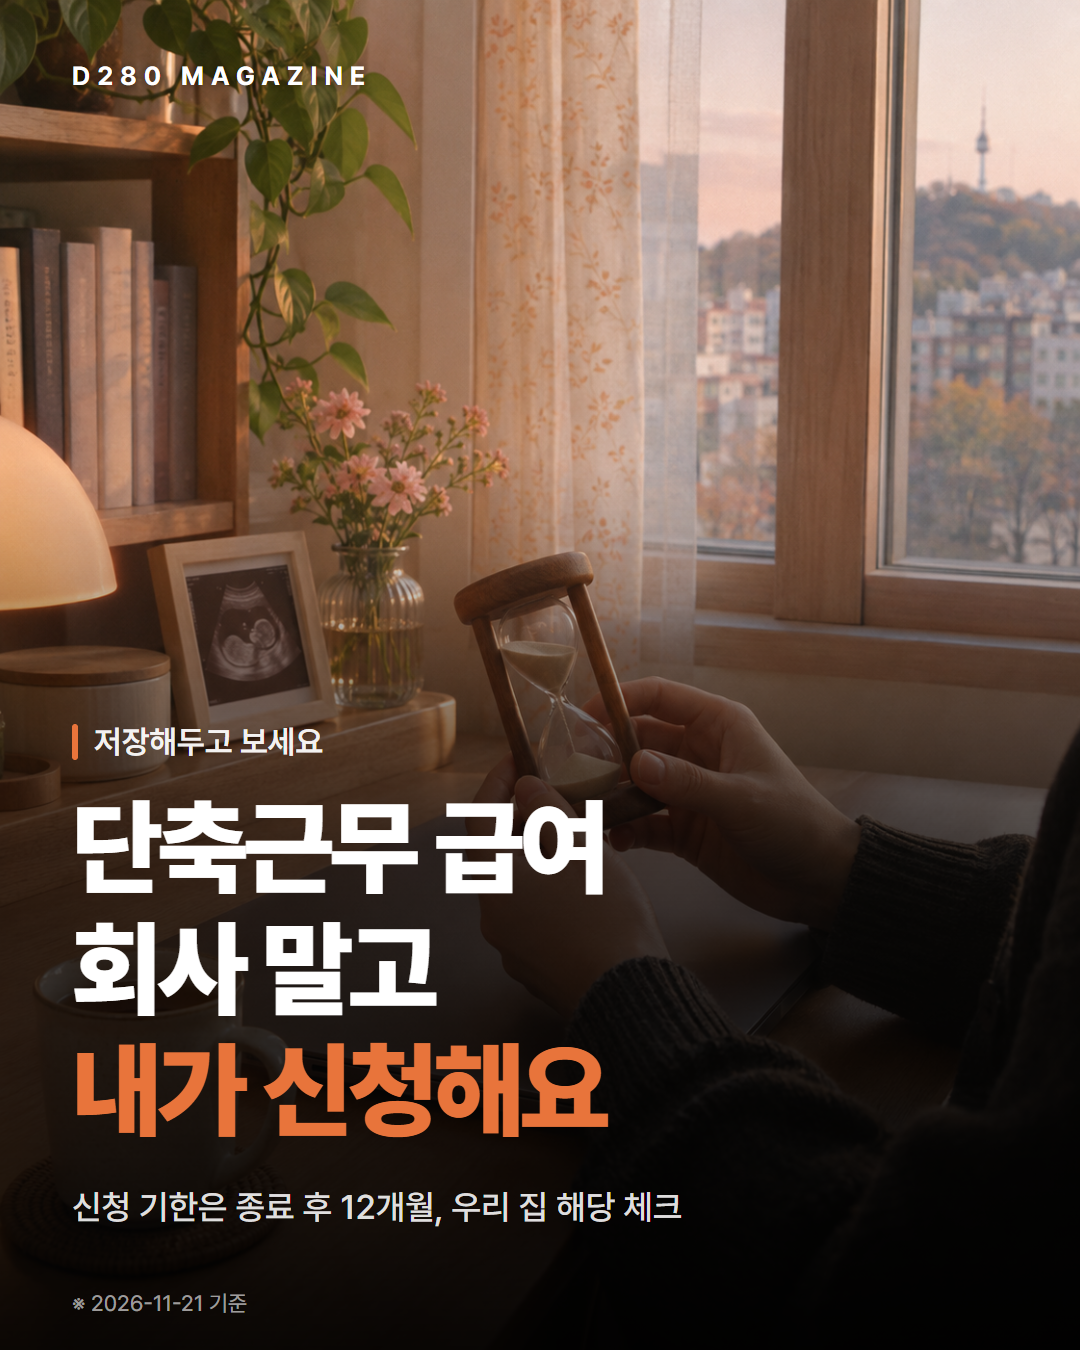 D280 MAGAZINE
저장해두고 보세요
단축근무 급여
회사 말고
내가 신청해요
신청 기한은 종료 후 12개월, 우리 집 해당 체크
※ 2026-11-21 기준